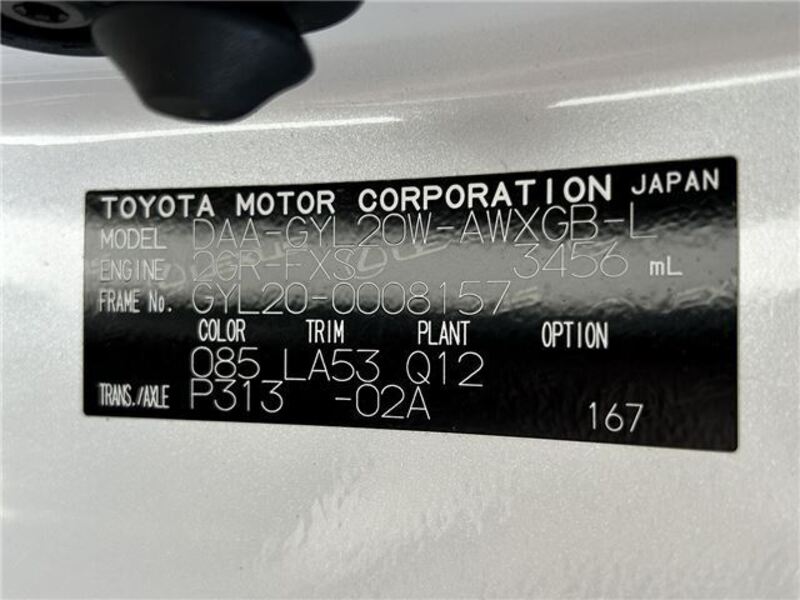 TOYOTA MOTOR CORPORATION JAPAN
MODEL DAA-GYL20W-AWXGB-L
ENGINE 2GR-FXS 3456 mL
FRAME No. GYL20-0008157
COLOR TRIM PLANT OPTION
085 LA53 Q12
TRANS./AXLE P313 -02A
167